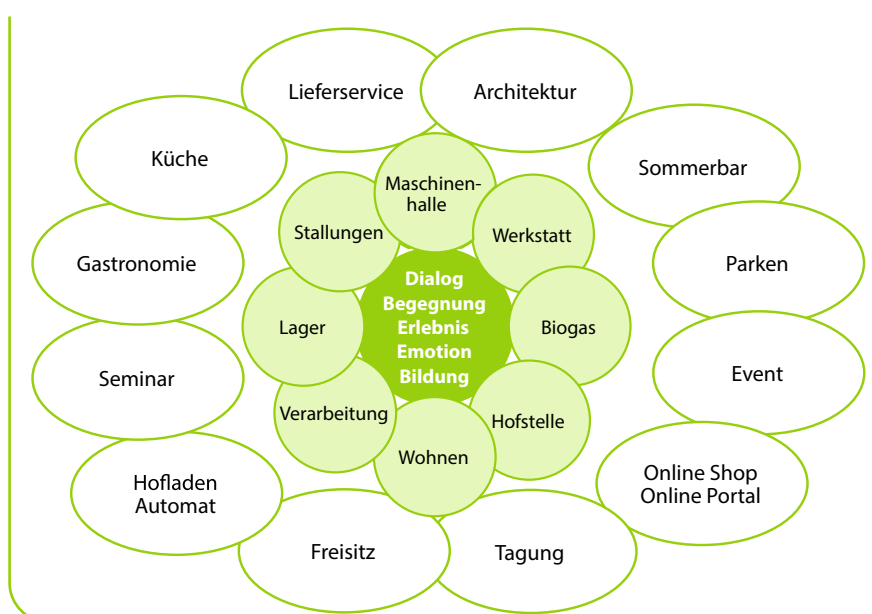 Lieferservice
Architektur
Küche
Sommerbar
Maschinen-
halle
Stallungen
Werkstatt
Gastronomie
Parken
Dialog
Begegnung
Erlebnis
Emotion
Bildung
Lager
Biogas
Seminar
Event
Verarbeitung
Hofstelle
Wohnen
Hofladen
Automat
Online Shop
Online Portal
Freisitz
Tagung